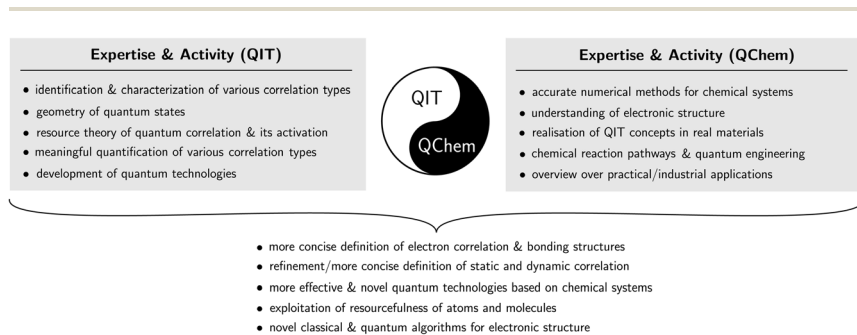 Expertise & Activity (QIT)
• identification & characterization of various correlation types
• geometry of quantum states
• resource theory of quantum correlation & its activation
• meaningful quantification of various correlation types
• development of quantum technologies
QIT
QChem
Expertise & Activity (QChem)
• accurate numerical methods for chemical systems
• understanding of electronic structure
• realisation of QIT concepts in real materials
• chemical reaction pathways & quantum engineering
• overview over practical/industrial applications
• more concise definition of electron correlation & bonding structures
• refinement/more concise definition of static and dynamic correlation
• more effective & novel quantum technologies based on chemical systems
• exploitation of resourcefulness of atoms and molecules
• novel classical & quantum algorithms for electronic structure